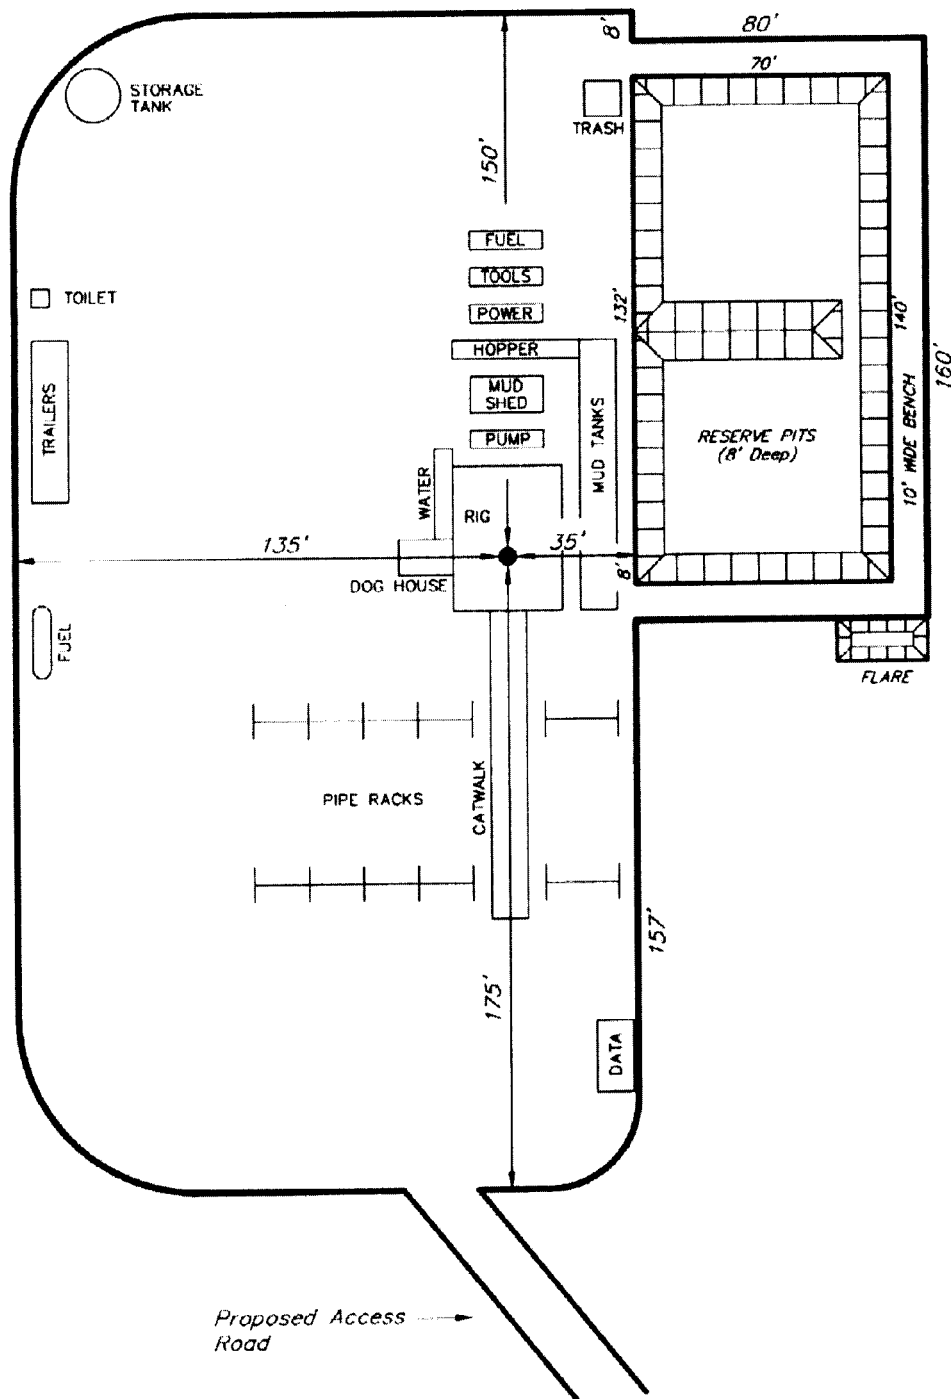 8'
80'
70'
STORAGE
TANK
TRASH
150'
FUEL
TOOLS
TOILET
POWER
132'
140'
160'
HOPPER
TRAILERS
MUD
SHED
MUD TANKS
PUMP
RESERVE PITS
(8' Deep)
10' WIDE BENCH
WATER
RIG
135'
35'
8'
DOG HOUSE
FUEL
FLARE
PIPE RACKS
CATWALK
157'
175'
DATA
Proposed Access
Road